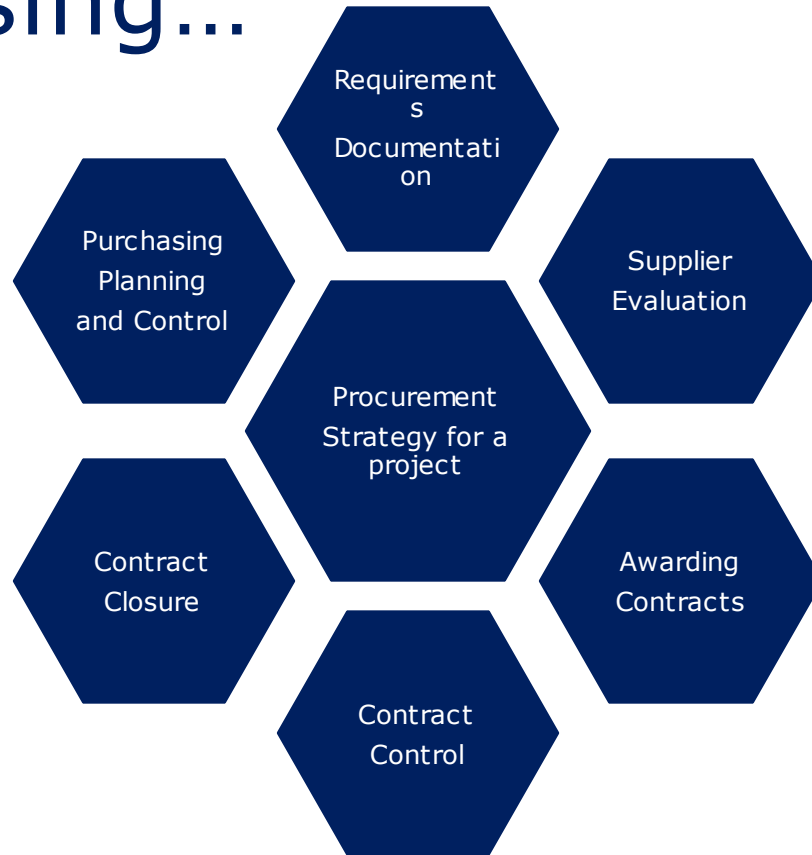 sing...
Requirement
s
Documentati
on
Purchasing
Planning
and Control
Supplier
Evaluation
Procurement
Strategy for a
project
Contract
Closure
Awarding
Contracts
Contract
Control